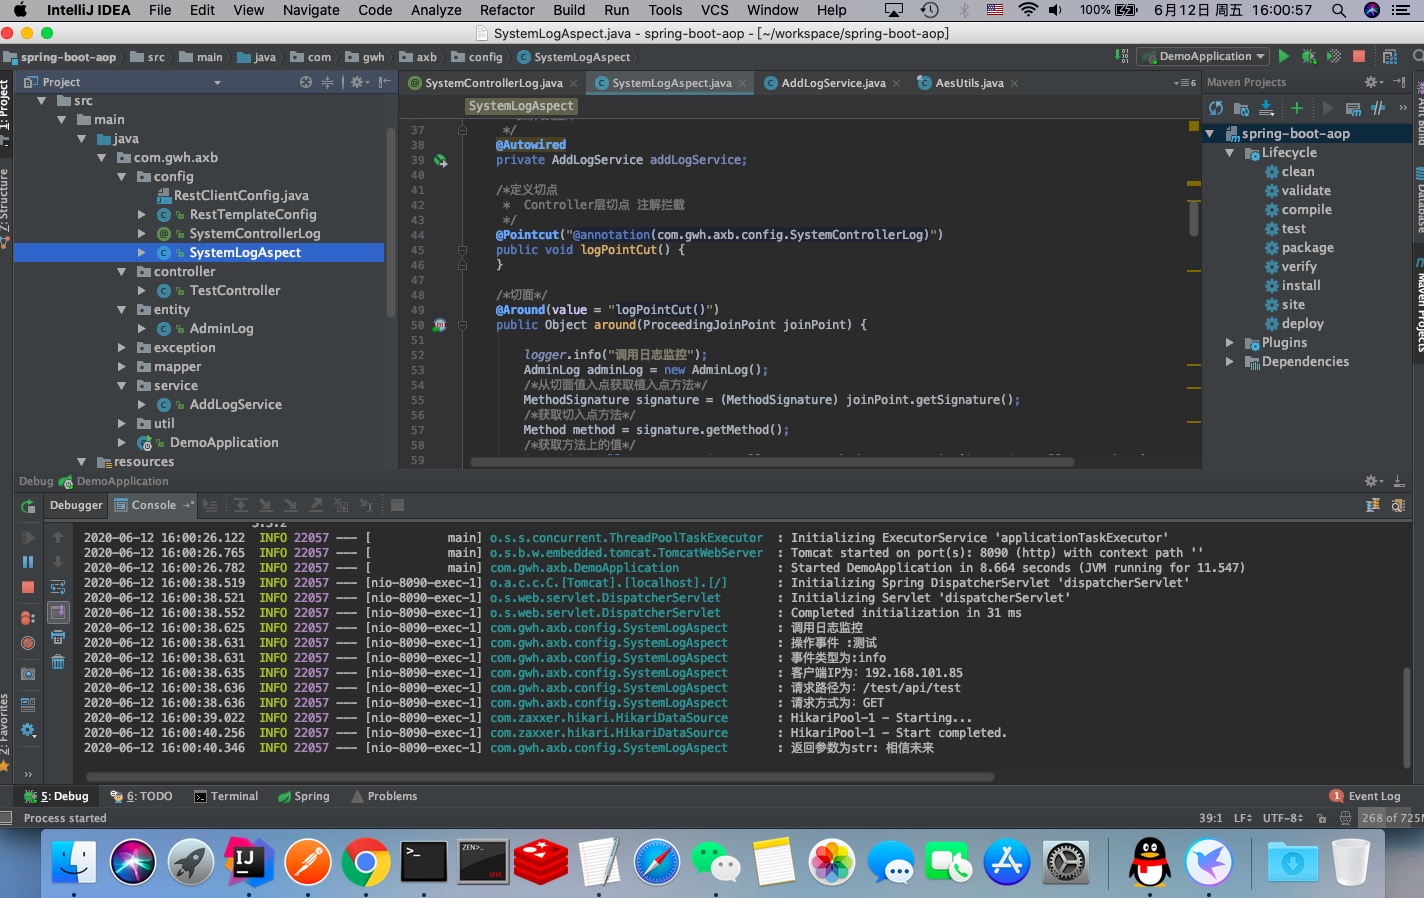 IntelliJ IDEA File Edit View Navigate Code Analyze Refactor Build Run Tools VCS Window Help 100% 6月12日 周五 16:00:57
SystemLogAspect.java - spring-boot-aop - [~/workspace/spring-boot-aop]
spring-boot-aop src main java com gwh axb config SystemLogAspect DemoApplication
Project
SystemControllerLog.java SystemLogAspect.java AddLogService.java AesUtils.java
Maven Projects
1: Project
Z: Structure
2: Favorites
src
main
java
com.gwh.axb
config
RestClientConfig.java
RestTemplateConfig
SystemControllerLog
SystemLogAspect
controller
TestController
entity
AdminLog
exception
mapper
service
AddLogService
util
DemoApplication
resources
SystemLogAspect
37 */
38 @Autowired
39 private AddLogService addLogService;
40
41 /*定义切点
42 * Controller层切点 注解拦截
43 */
44 @Pointcut("@annotation(com.gwh.axb.config.SystemControllerLog)")
45 public void logPointCut() {
46 }
47
48 /*切面*/
49 @Around(value = "logPointCut()")
50 public Object around(ProceedingJoinPoint joinPoint) {
51
52 logger.info("调用日志监控");
53 AdminLog adminLog = new AdminLog();
54 /*从切面值入点获取植入点方法*/
55 MethodSignature signature = (MethodSignature) joinPoint.getSignature();
56 /*获取切入点方法*/
57 Method method = signature.getMethod();
58 /*获取方法上的值*/
59
spring-boot-aop
Lifecycle
clean
validate
compile
test
package
verify
install
site
deploy
Plugins
Dependencies
Database
Maven Projects
Debug DemoApplication
Debugger Console
2020-06-12 16:00:26.122 INFO 22057 --- [ main] o.s.s.concurrent.ThreadPoolTaskExecutor : Initializing ExecutorService 'applicationTaskExecutor'
2020-06-12 16:00:26.765 INFO 22057 --- [ main] o.s.b.w.embedded.tomcat.TomcatWebServer : Tomcat started on port(s): 8090 (http) with context path ''
2020-06-12 16:00:26.782 INFO 22057 --- [ main] com.gwh.axb.DemoApplication : Started DemoApplication in 8.664 seconds (JVM running for 11.547)
2020-06-12 16:00:38.519 INFO 22057 --- [nio-8090-exec-1] o.a.c.c.C.[Tomcat].[localhost].[/] : Initializing Spring DispatcherServlet 'dispatcherServlet'
2020-06-12 16:00:38.521 INFO 22057 --- [nio-8090-exec-1] o.s.web.servlet.DispatcherServlet : Initializing Servlet 'dispatcherServlet'
2020-06-12 16:00:38.552 INFO 22057 --- [nio-8090-exec-1] o.s.web.servlet.DispatcherServlet : Completed initialization in 31 ms
2020-06-12 16:00:38.625 INFO 22057 --- [nio-8090-exec-1] com.gwh.axb.config.SystemLogAspect : 调用日志监控
2020-06-12 16:00:38.631 INFO 22057 --- [nio-8090-exec-1] com.gwh.axb.config.SystemLogAspect : 操作事件 :测试
2020-06-12 16:00:38.631 INFO 22057 --- [nio-8090-exec-1] com.gwh.axb.config.SystemLogAspect : 事件类型为:info
2020-06-12 16:00:38.635 INFO 22057 --- [nio-8090-exec-1] com.gwh.axb.config.SystemLogAspect : 客户端IP为: 192.168.101.85
2020-06-12 16:00:38.636 INFO 22057 --- [nio-8090-exec-1] com.gwh.axb.config.SystemLogAspect : 请求路径为: /test/api/test
2020-06-12 16:00:38.636 INFO 22057 --- [nio-8090-exec-1] com.gwh.axb.config.SystemLogAspect : 请求方式为: GET
2020-06-12 16:00:39.022 INFO 22057 --- [nio-8090-exec-1] com.zaxxer.hikari.HikariDataSource : HikariPool-1 - Starting...
2020-06-12 16:00:40.256 INFO 22057 --- [nio-8090-exec-1] com.zaxxer.hikari.HikariDataSource : HikariPool-1 - Start completed.
2020-06-12 16:00:40.346 INFO 22057 --- [nio-8090-exec-1] com.gwh.axb.config.SystemLogAspect : 返回参数为str: 相信未来
5: Debug 6: TODO Terminal Spring Problems 1 Event Log
Process started 39:1 LF UTF-8 268 of 725M